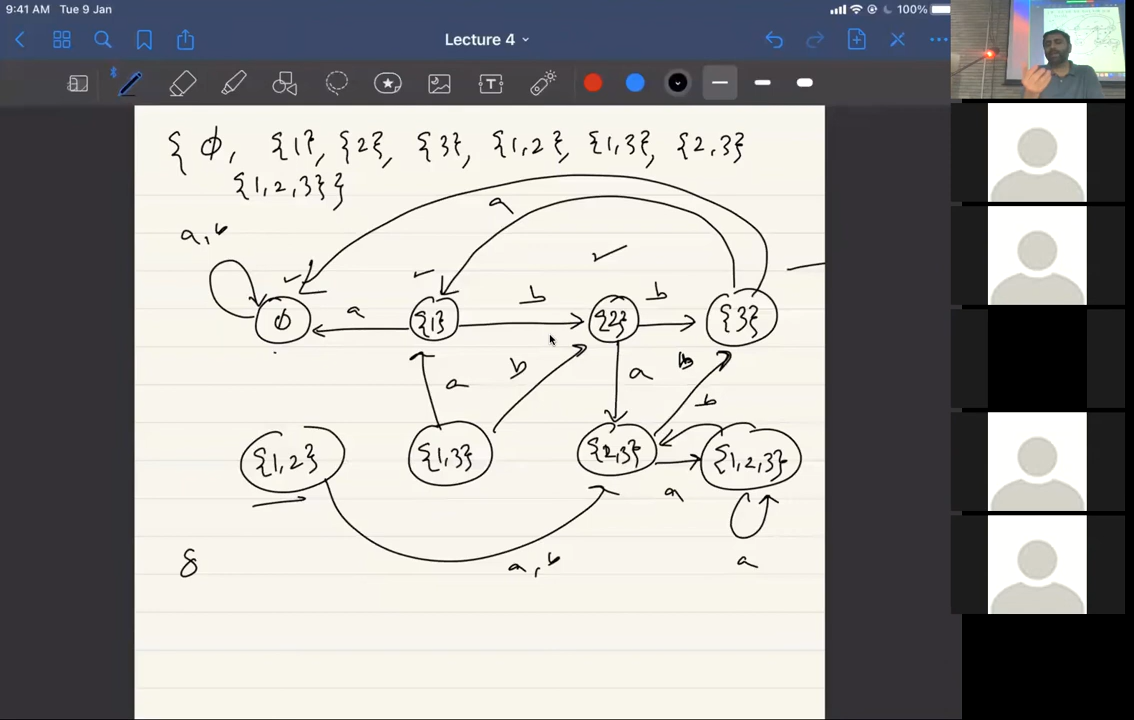 9:41 AM Tue 9 Jan 100%
Lecture 4
{ ϕ, {1}, {2}, {3}, {1,2}, {1,3}, {2,3}
{1,2,3}}
a
a,b
b b
a
ϕ {1} {2} {3}
b b
a a
b
{1,2} {1,3} {2,3} {1,2,3}
a
8 a,b a